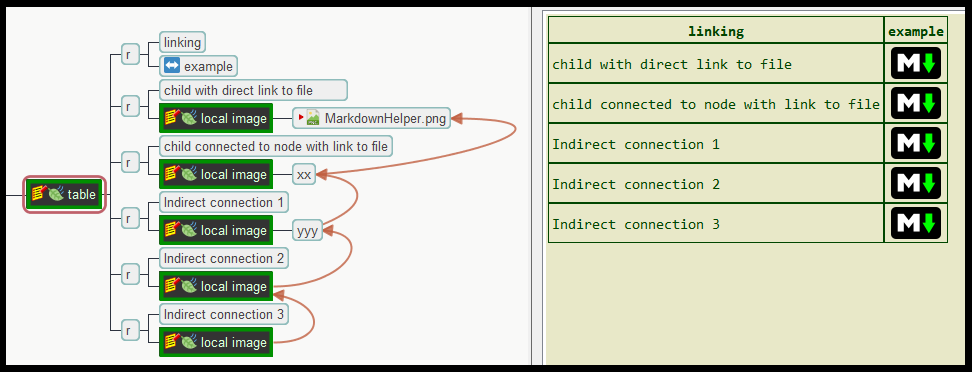 table
r
linking
example
r
child with direct link to file
local image
MarkdownHelper.png
r
child connected to node with link to file
local image
xx
r
Indirect connection 1
local image
yyy
r
Indirect connection 2
local image
r
Indirect connection 3
local image
linking example
child with direct link to file M
child connected to node with link to file M
Indirect connection 1 M
Indirect connection 2 M
Indirect connection 3 M